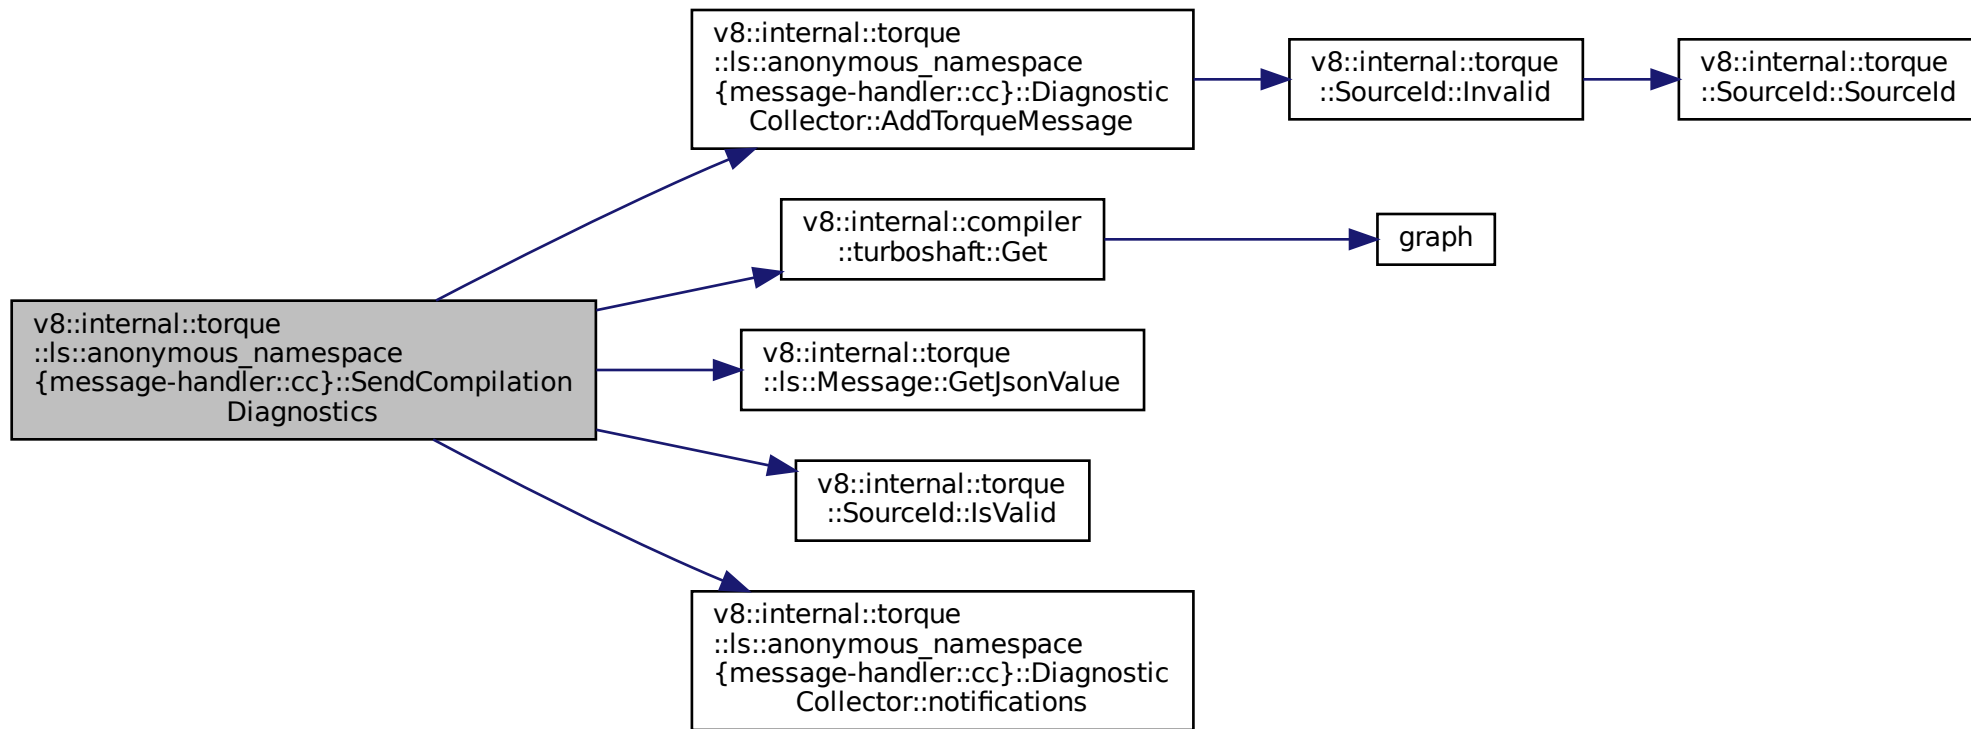 v8::internal::torque
::ls::anonymous_namespace
{message-handler::cc}::SendCompilation
Diagnostics
v8::internal::torque
::ls::anonymous_namespace
{message-handler::cc}::Diagnostic
Collector::AddTorqueMessage
v8::internal::torque
::SourceId::Invalid
v8::internal::torque
::SourceId::SourceId
v8::internal::compiler
::turboshaft::Get
graph
v8::internal::torque
::ls::Message::GetJsonValue
v8::internal::torque
::SourceId::IsValid
v8::internal::torque
::ls::anonymous_namespace
{message-handler::cc}::Diagnostic
Collector::notifications